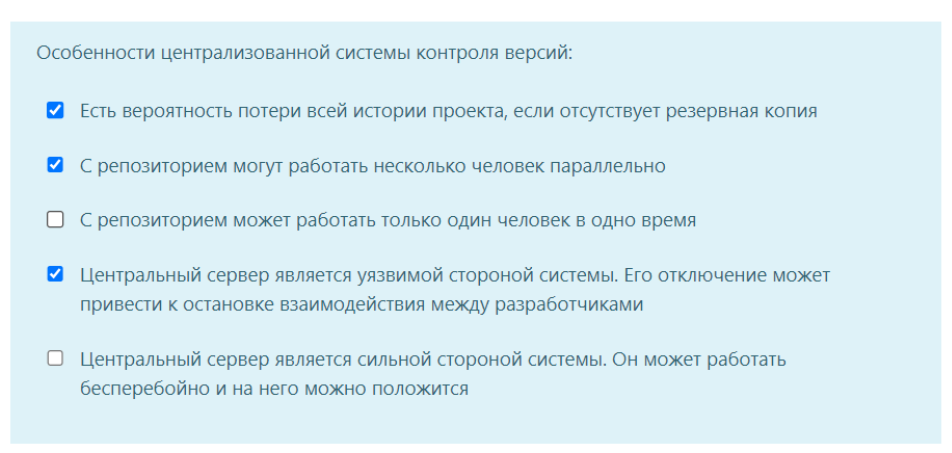 Особенности централизованной системы контроля версий:
Есть вероятность потери всей истории проекта, если отсутствует резервная копия
С репозиторием могут работать несколько человек параллельно
С репозиторием может работать только один человек в одно время
Центральный сервер является уязвимой стороной системы. Его отключение может
привести к остановке взаимодействия между разработчиками
Центральный сервер является сильной стороной системы. Он может работать
бесперебойно и на него можно положится